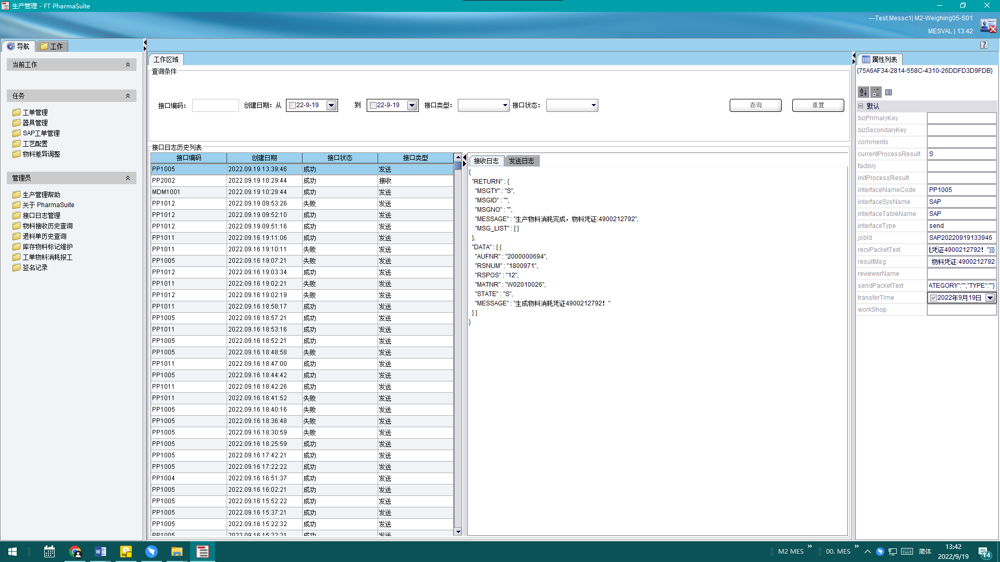 生产管理 - FT PharmaSuite
---Test.Messc1| M2-Weighing05-S01
MESVAL | 13:42
导航
工作
当前工作
任务
工单管理
器具管理
SAP工单管理
工艺配置
物料差异调整
管理员
生产管理帮助
关于 PharmaSuite
接口日志管理
物料接收历史查询
退料单历史查询
库存物料标记维护
工单物料消耗报工
签名记录
工作区域
查询条件
接口编码: 创建日期: 从 22-9-19 到 22-9-19 接口类型: 接口状态: 查询 重置
接口日志历史列表
接口编码 创建日期 接口状态 接口类型
PP1005 2022.09.19 13:39:46 成功 发送
PP2002 2022.09.19 10:29:44 成功 接收
MDM1001 2022.09.19 10:29:44 成功 发送
PP1012 2022.09.19 09:53:26 失败 发送
PP1012 2022.09.19 09:52:10 成功 发送
PP1012 2022.09.19 09:51:16 成功 发送
PP1011 2022.09.16 19:11:06 成功 发送
PP1011 2022.09.16 19:10:11 失败 发送
PP1005 2022.09.16 19:07:21 失败 发送
PP1012 2022.09.16 19:03:34 成功 发送
PP1011 2022.09.16 19:02:21 失败 发送
PP1012 2022.09.16 19:02:19 失败 发送
PP1011 2022.09.16 18:58:17 成功 发送
PP1005 2022.09.16 18:57:21 成功 发送
PP1011 2022.09.16 18:53:16 成功 发送
PP1005 2022.09.16 18:52:21 成功 发送
PP1005 2022.09.16 18:48:58 失败 发送
PP1011 2022.09.16 18:47:00 成功 发送
PP1005 2022.09.16 18:44:42 成功 发送
PP1011 2022.09.16 18:42:26 成功 发送
PP1011 2022.09.16 18:41:52 失败 发送
PP1005 2022.09.16 18:40:16 失败 发送
PP1005 2022.09.16 18:36:48 失败 发送
PP1005 2022.09.16 18:30:59 失败 发送
PP1005 2022.09.16 18:25:59 成功 发送
PP1005 2022.09.16 17:42:21 成功 发送
PP1005 2022.09.16 17:22:22 成功 发送
PP1004 2022.09.16 16:51:37 成功 发送
PP1005 2022.09.16 16:02:21 成功 发送
PP1005 2022.09.16 15:52:22 成功 发送
PP1005 2022.09.16 15:37:21 成功 发送
PP1005 2022.09.16 15:22:32 成功 发送
PP1005 2022.09.16 15:22:21 成功 发送
接收日志
发送日志
{
"RETURN" : {
"MSGTY" : "S",
"MSGID" : "",
"MSGNO" : "",
"MESSAGE" : "生产物料消耗完成，物料凭证:4900212792",
"MSG_LIST" : [ ]
},
"DATA" : [ {
"AUFNR" : "2000000694",
"RSNUM" : "1800971",
"RSPOS" : "12",
"MATNR" : "W02010026",
"STATE" : "S",
"MESSAGE" : "生成物料消耗凭证4900212792！"
} ]
}
属性列表
{75A6AF34-2814-558C-4310-26DDFD3D9FDB}
默认
bizPrimaryKey
bizSecondaryKey
comments
currentProcessResult S
factory
initProcessResult
interfaceNameCode PP1005
interfaceSysName SAP
interfaceTableName SAP
interfaceType send
jobId SAP20220919133946
recvPacketText 凭证4900212792！"}]}
resultMsg 物料凭证:4900212792
reviewerName
sendPacketText ATEGORY":"","TYPE":""}
transferTime 2022年9月19日
workShop
M2 MES
00. MES
简体
13:42
2022/9/19
14